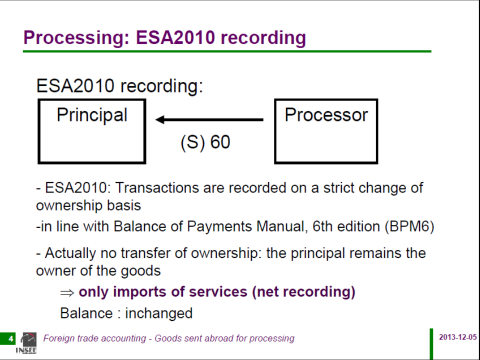 Processing: ESA2010 recording
ESA2010 recording:
Principal
Processor
(S) 60
- ESA2010: Transactions are recorded on a strict change of
ownership basis
-in line with Balance of Payments Manual, 6th edition (BPM6)
- Actually no transfer of ownership: the principal remains the
owner of the goods
⇒ only imports of services (net recording)
Balance : inchanged
4
INSEE
Foreign trade accounting - Goods sent abroad for processing
2013-12-05